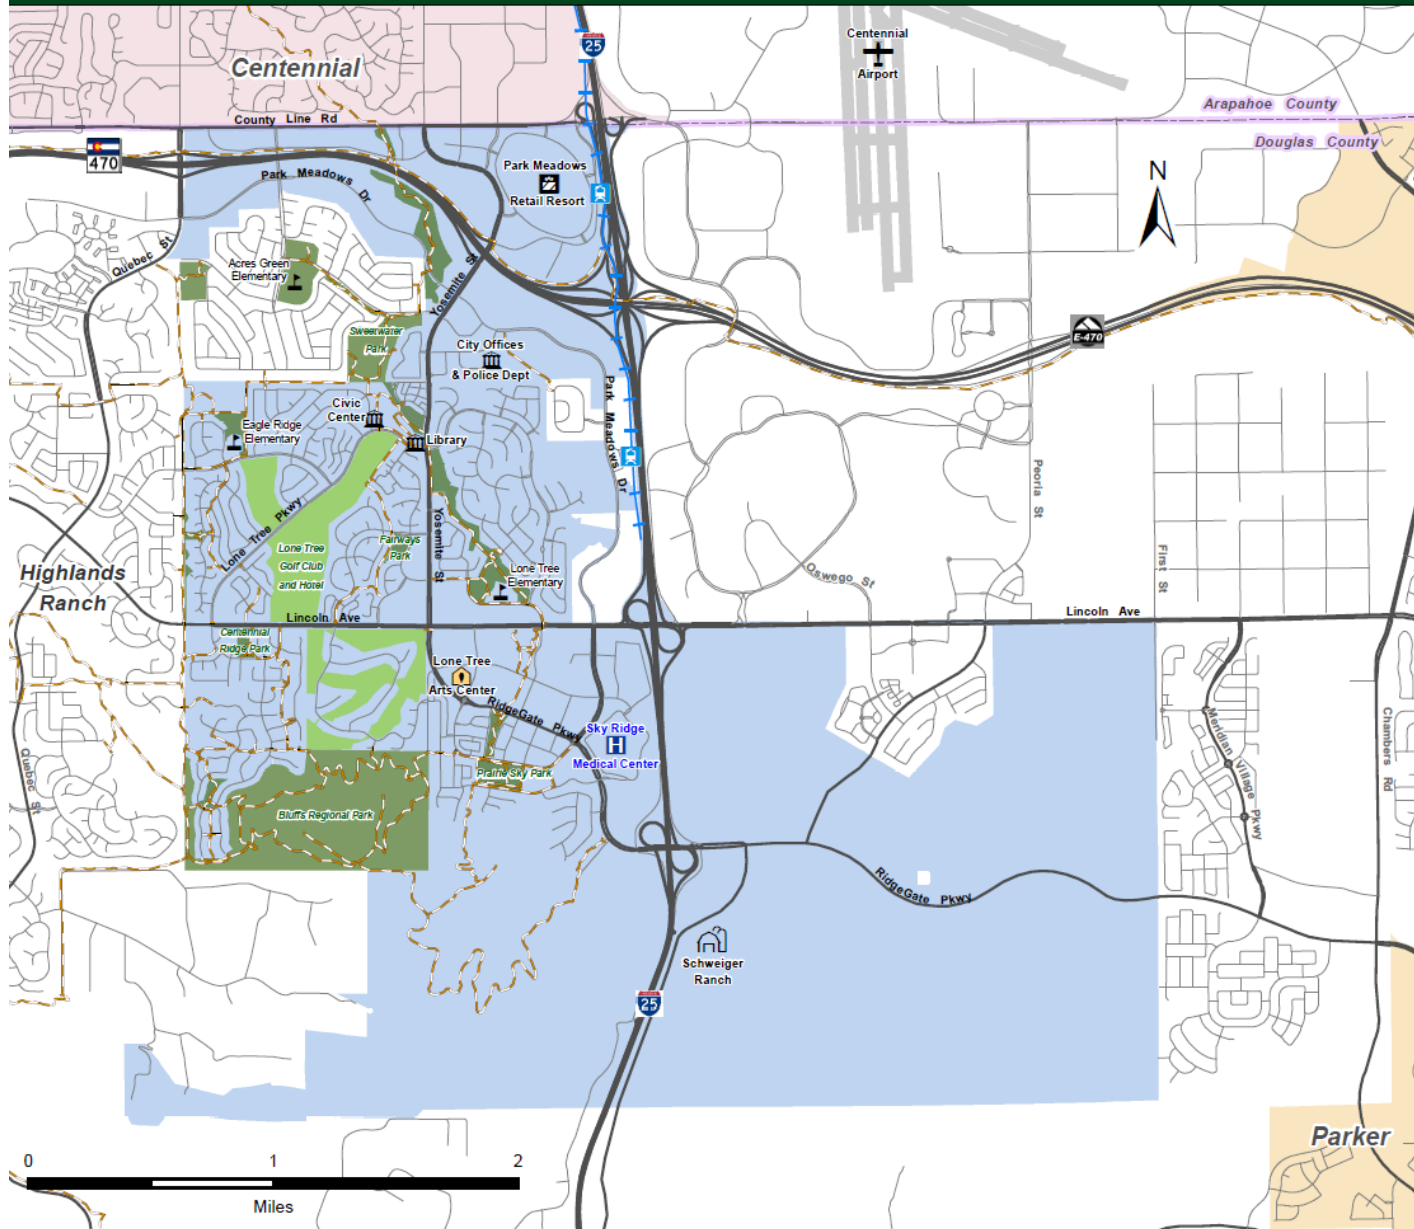 25
Centennial
Airport
Centennial
Arapahoe County
County Line Rd
Douglas County
470
Park Meadows
Retail Resort
Park Meadows Dr
N
Quebec St
Acres Green
Elementary
Yosemite St
Sweetwater
Park
E-470
City Offices
& Police Dept
Park Meadows Dr
Civic
Center
Eagle Ridge
Elementary
Library
Peoria St
Lone Tree Pkwy
Yosemite St
Fairways
Park
Lone Tree
Golf Club
and Hotel
First St
Highlands
Ranch
Lone Tree
Elementary
Oswego St
Lincoln Ave
Lincoln Ave
Centennial
Ridge Park
Lone Tree
Arts Center
RidgeGate Pkwy
Sky Ridge
H
Medical Center
Meridian Village Pkwy
Chambers Rd
Quebec St
Prairie Sky Park
Bluffs Regional Park
RidgeGate Pkwy
Schweiger
Ranch
25
Parker
0 1 2
Miles